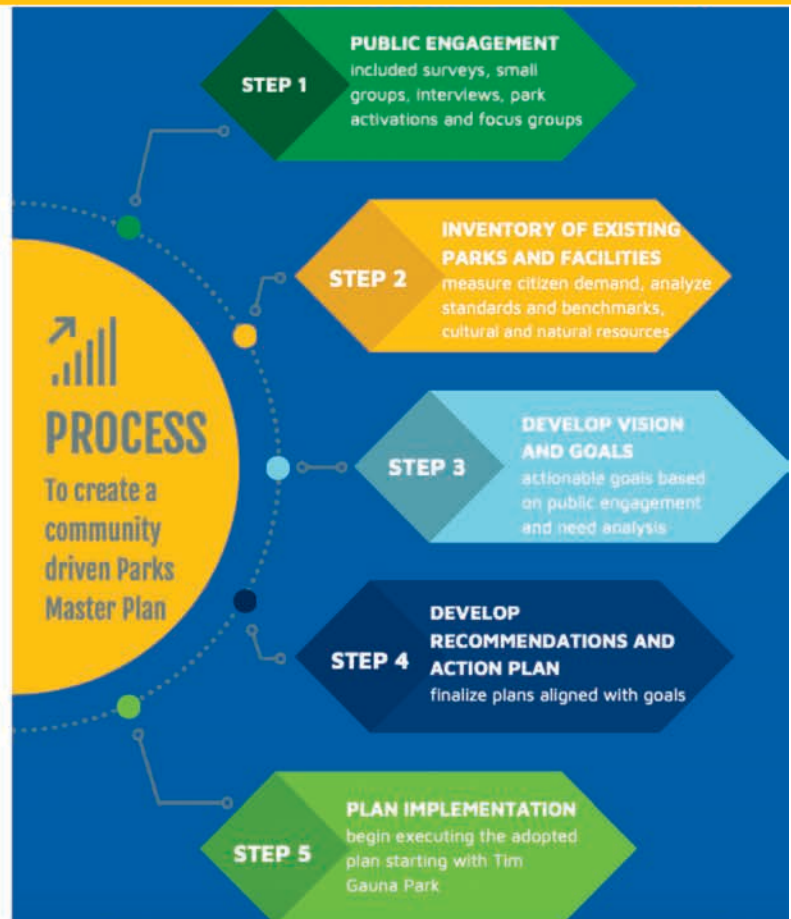 PROCESS
To create a
community
driven Parks
Master Plan
STEP 1
PUBLIC ENGAGEMENT
included surveys, small
groups, interviews, park
activations and focus groups
STEP 2
INVENTORY OF EXISTING
PARKS AND FACILITIES
measure citizen demand, analyze
standards and benchmarks,
cultural and natural resources
STEP 3
DEVELOP VISION
AND GOALS
actionable goals based
on public engagement
and need analysis
STEP 4
DEVELOP
RECOMMENDATIONS AND
ACTION PLAN
finalize plans aligned with goals
STEP 5
PLAN IMPLEMENTATION
begin executing the adopted
plan starting with Tim
Gauna Park